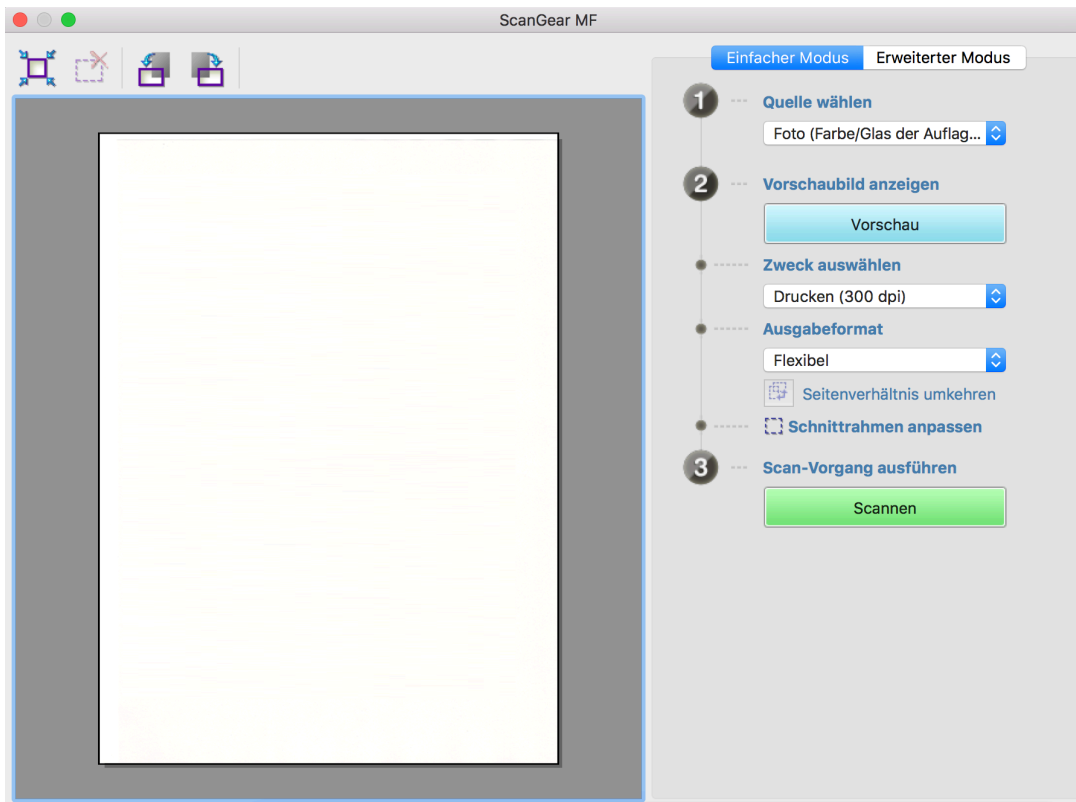 ScanGear MF
Einfacher Modus
Erweiterter Modus
1
Quelle wählen
Foto (Farbe/Glas der Auflag...
2
Vorschaubild anzeigen
Vorschau
Zweck auswählen
Drucken (300 dpi)
Ausgabeformat
Flexibel
Seitenverhältnis umkehren
Schnittrahmen anpassen
3
Scan-Vorgang ausführen
Scannen